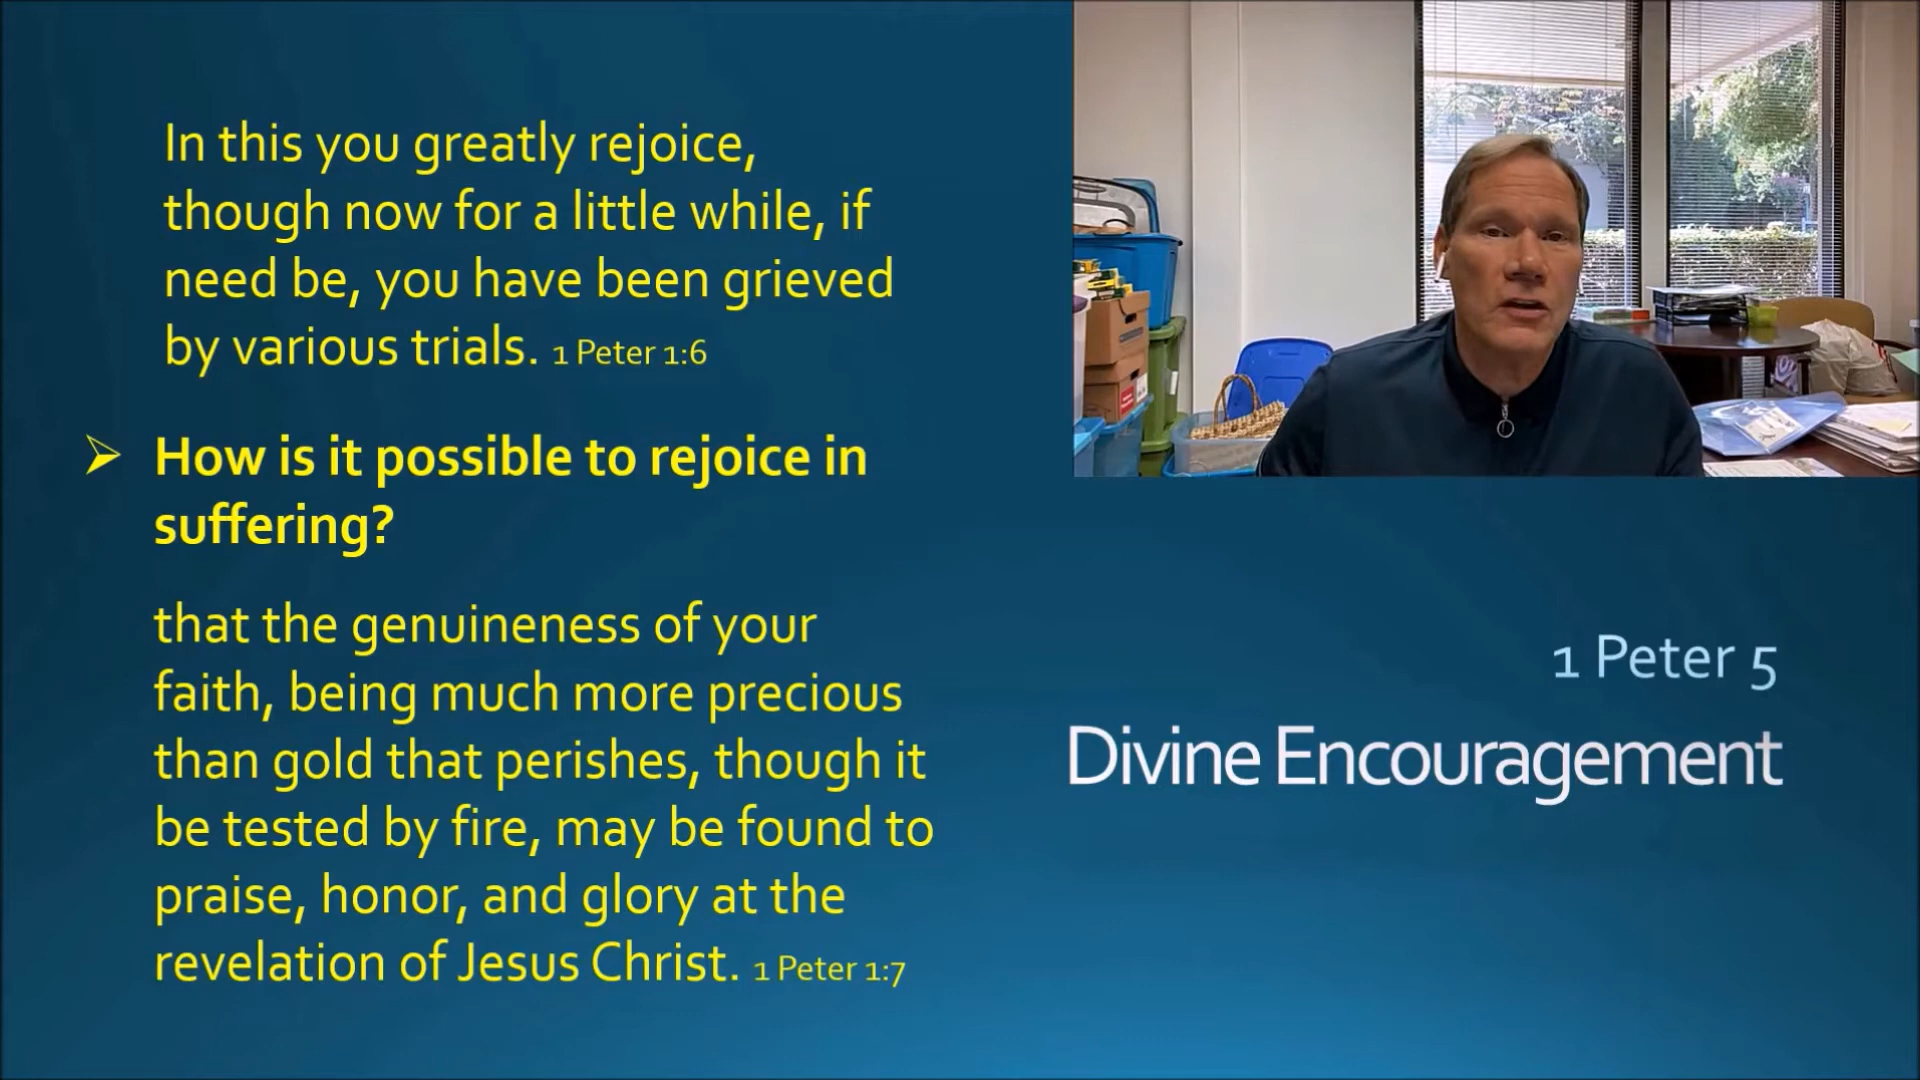 In this you greatly rejoice,
though now for a little while, if
need be, you have been grieved
by various trials. 1 Peter 1:6
How is it possible to rejoice in
suffering?
that the genuineness of your
faith, being much more precious
than gold that perishes, though it
be tested by fire, may be found to
praise, honor, and glory at the
revelation of Jesus Christ. 1 Peter 1:7
1 Peter 5
Divine Encouragement